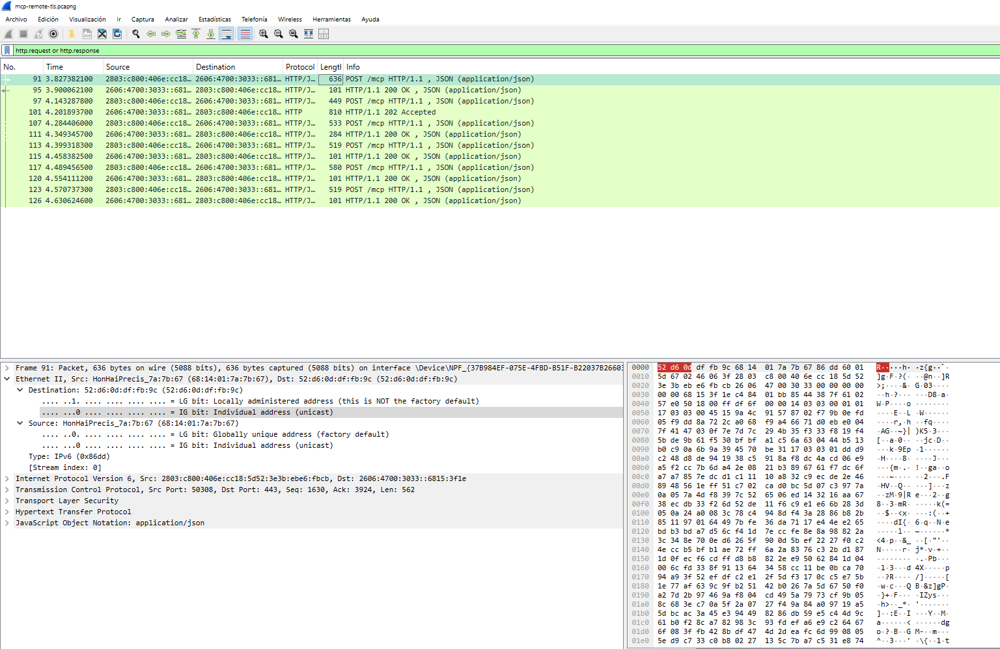 mcp-remote-tls.pcapng
Archivo Edición Visualización Ir Captura Analizar Estadísticas Telefonía Wireless Herramientas Ayuda
http.request or http.response
No. Time Source Destination Protocol Lengtl Info
91 3.827382100 2803:c800:406e:cc18… 2606:4700:3033::681… HTTP/J… 636 POST /mcp HTTP/1.1 , JSON (application/json)
95 3.900062100 2606:4700:3033::681… 2803:c800:406e:cc18… HTTP/J… 101 HTTP/1.1 200 OK , JSON (application/json)
97 4.143287800 2803:c800:406e:cc18… 2606:4700:3033::681… HTTP/J… 449 POST /mcp HTTP/1.1 , JSON (application/json)
101 4.201893700 2606:4700:3033::681… 2803:c800:406e:cc18… HTTP 810 HTTP/1.1 202 Accepted
107 4.284406000 2803:c800:406e:cc18… 2606:4700:3033::681… HTTP/J… 533 POST /mcp HTTP/1.1 , JSON (application/json)
111 4.349345700 2606:4700:3033::681… 2803:c800:406e:cc18… HTTP/J… 284 HTTP/1.1 200 OK , JSON (application/json)
113 4.399318300 2803:c800:406e:cc18… 2606:4700:3033::681… HTTP/J… 519 POST /mcp HTTP/1.1 , JSON (application/json)
115 4.458382500 2606:4700:3033::681… 2803:c800:406e:cc18… HTTP/J… 101 HTTP/1.1 200 OK , JSON (application/json)
117 4.489456500 2803:c800:406e:cc18… 2606:4700:3033::681… HTTP/J… 580 POST /mcp HTTP/1.1 , JSON (application/json)
120 4.554111200 2606:4700:3033::681… 2803:c800:406e:cc18… HTTP/J… 101 HTTP/1.1 200 OK , JSON (application/json)
123 4.570737300 2803:c800:406e:cc18… 2606:4700:3033::681… HTTP/J… 519 POST /mcp HTTP/1.1 , JSON (application/json)
126 4.630624600 2606:4700:3033::681… 2803:c800:406e:cc18… HTTP/J… 101 HTTP/1.1 200 OK , JSON (application/json)
Frame 91: Packet, 636 bytes on wire (5088 bits), 636 bytes captured (5088 bits) on interface \Device\NPF_{37B984EF-075E-4FBD-B51F-B22037B26603
Ethernet II, Src: HonHaiPrecis_7a:7b:67 (68:14:01:7a:7b:67), Dst: 52:d6:0d:df:fb:9c (52:d6:0d:df:fb:9c)
Destination: 52:d6:0d:df:fb:9c (52:d6:0d:df:fb:9c)
.... ..1. .... .... .... .... = LG bit: Locally administered address (this is NOT the factory default)
.... ...0 .... .... .... .... = IG bit: Individual address (unicast)
Source: HonHaiPrecis_7a:7b:67 (68:14:01:7a:7b:67)
.... ..0. .... .... .... .... = LG bit: Globally unique address (factory default)
.... ...0 .... .... .... .... = IG bit: Individual address (unicast)
Type: IPv6 (0x86dd)
[Stream index: 0]
Internet Protocol Version 6, Src: 2803:c800:406e:cc18:5d52:3e3b:ebe6:fbcb, Dst: 2606:4700:3033::6815:3f1e
Transmission Control Protocol, Src Port: 50308, Dst Port: 443, Seq: 1630, Ack: 3924, Len: 562
Transport Layer Security
Hypertext Transfer Protocol
JavaScript Object Notation: application/json
0000 52 d6 0d df fb 9c 68 14 01 7a 7b 67 86 dd 60 01
0010 5d 67 02 46 06 3f 28 03 c8 00 40 6e cc 18 5d 52
0020 3e 3b eb e6 fb cb 26 06 47 00 30 33 00 00 00 00
0030 00 00 68 15 3f 1e c4 84 01 bb 85 44 38 7f 61 02
0040 57 e0 50 18 00 ff df 6f 00 00 14 03 03 00 01 01
0050 17 03 03 00 45 15 9a 4c 91 57 87 02 f7 9b 0e fd
0060 05 f9 dd 8a 72 2c a0 68 f9 a4 66 71 d0 eb e0 04
0070 7f 41 47 03 0f 7e 7d 7c 29 4b 35 f3 33 f8 19 f4
0080 5b de 9b 61 f5 30 bf bf a1 c5 6a 63 04 44 b5 13
0090 b0 c9 0a 6b 9a 39 45 70 be 31 17 03 03 01 dd d9
00a0 c2 48 d8 de 94 19 38 c5 91 8a f8 dc 4a cd 06 e9
00b0 a5 f2 cc 7b 6d a4 2e 08 21 b3 89 67 61 f7 dc 6f
00c0 a7 a7 85 7e dc d1 c1 11 10 a8 32 c9 ec de 2e 46
00d0 89 48 56 1e ff 51 c7 02 ca d0 bc 5d 07 c3 97 7a
00e0 0a 05 7a 4d f8 39 7c 52 65 06 ed 14 32 16 aa 67
00f0 38 ec db 33 f2 6d 52 de 11 f6 c9 e1 e6 6b 28 3d
0100 05 0a 24 a0 08 3c 78 c4 94 8d f4 3a 28 86 b8 2b
0110 85 11 97 01 64 49 7b fe 36 da 71 17 e4 4e e2 65
0120 bd b3 bd a7 d5 6c f4 1d 7e cc fe 8e 8a 98 82 2a
0130 3c 34 8e 70 0e d6 26 5f 90 0d 5b ef 22 27 f0 c2
0140 4e cc b5 bf b1 ae 72 ff 6a 2a 83 76 c3 2b d1 87
0150 1d 0f ec f6 cd ff d8 b8 82 2e e9 50 62 84 1d 04
0160 00 6c fd 33 8f 91 13 64 34 58 cc 11 be 0b ca 70
0170 94 a9 3f 52 ef df c2 e1 2f 5d f3 17 0c c5 e7 5b
0180 1e 77 af 63 9c 9f b2 51 42 b0 26 7a 5d 67 50 f0
0190 a2 7d 2b 97 46 9a f8 04 cd 49 5a 79 73 cf 9b 05
01a0 8c 68 3e c7 0a 5f 2a 07 27 f4 9a 84 a0 97 19 a5
01b0 5d bc ac 3a 45 e3 94 49 82 86 db 59 e5 c4 4d 9c
01c0 61 b0 f2 8c a7 82 98 3c 93 fd ef a6 e9 c2 64 67
01d0 6f 08 3f fb 42 8b df 47 4d 2d ea fc 6d 99 08 05
01e0 5e d9 c7 33 c0 b8 02 27 13 5c 7b a7 c5 31 e8 74